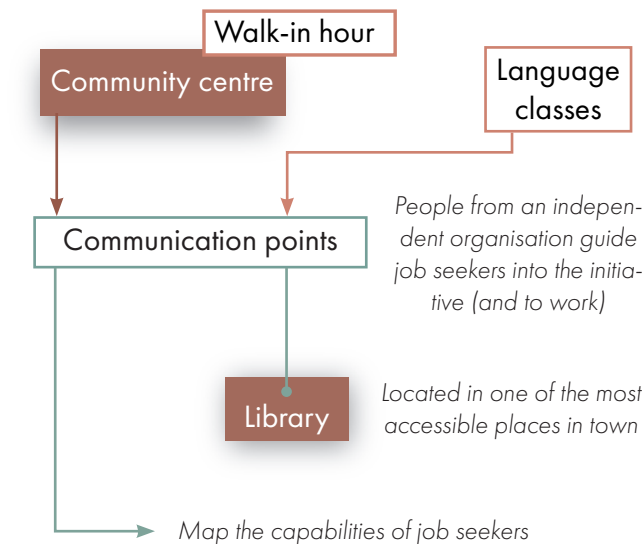 Walk-in hour
Community centre
Language
classes
Communication points
People from an indepen-
dent organisation guide
job seekers into the initia-
tive (and to work)
Library
Located in one of the most
accessible places in town
Map the capabilities of job seekers